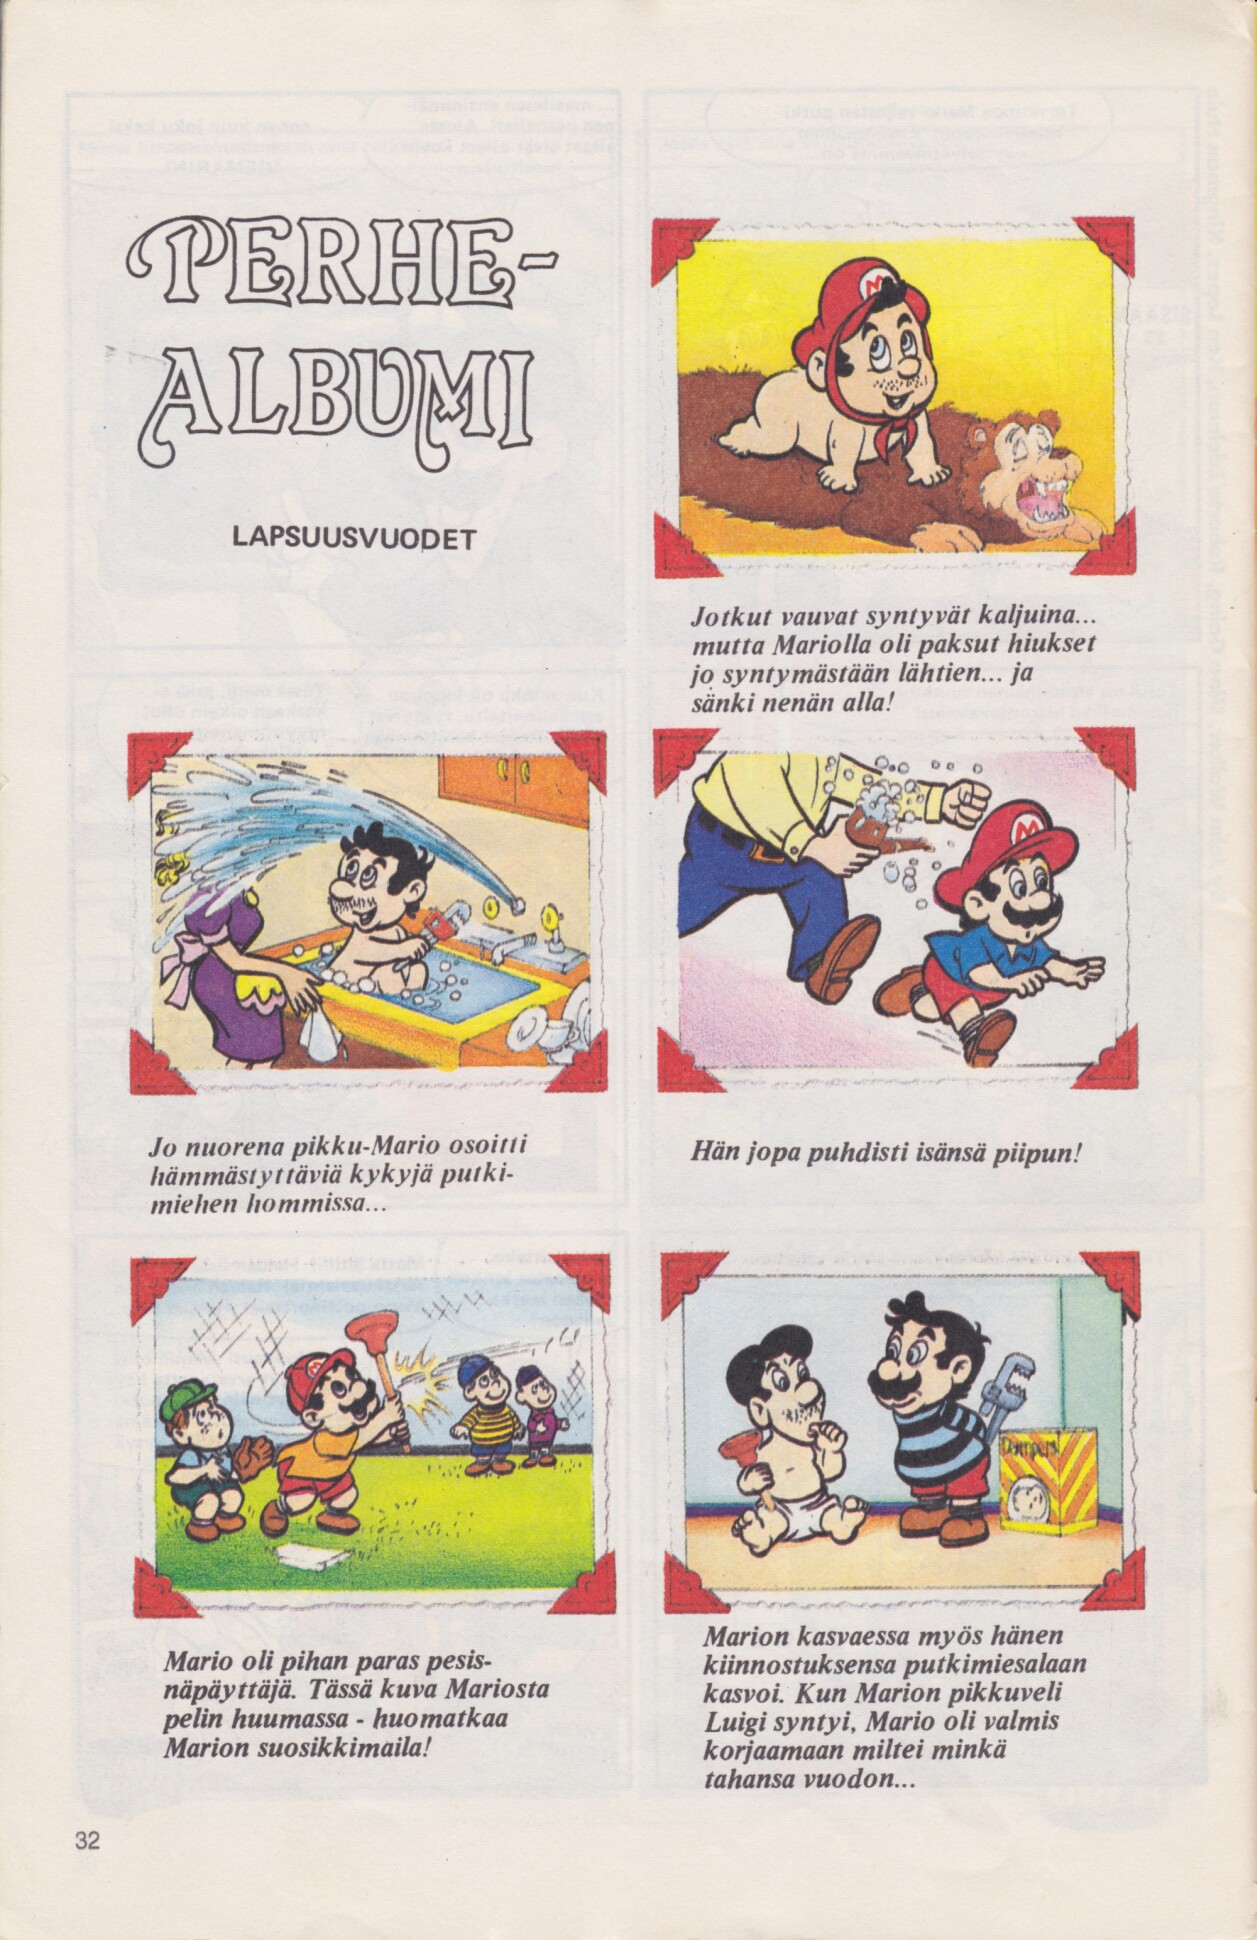 PERHE-
ALBUMI
LAPSUUSVUODET
M
Jotkut vauvat syntyvät kaljuina...
mutta Mariolla oli paksut hiukset
jo syntymästään lähtien... ja
sänki nenän alla!
Jo nuorena pikku-Mario osoitti
hämmästyttäviä kykyjä putki-
miehen hommissa...
M
Hän jopa puhdisti isänsä piipun!
M
Mario oli pihan paras pesis-
näpäyttäjä. Tässä kuva Mariosta
pelin huumassa - huomatkaa
Marion suosikkimaila!
Dampers
Marion kasvaessa myös hänen
kiinnostuksensa putkimiesalaan
kasvoi. Kun Marion pikkuveli
Luigi syntyi, Mario oli valmis
korjaamaan miltei minkä
tahansa vuodon...
32